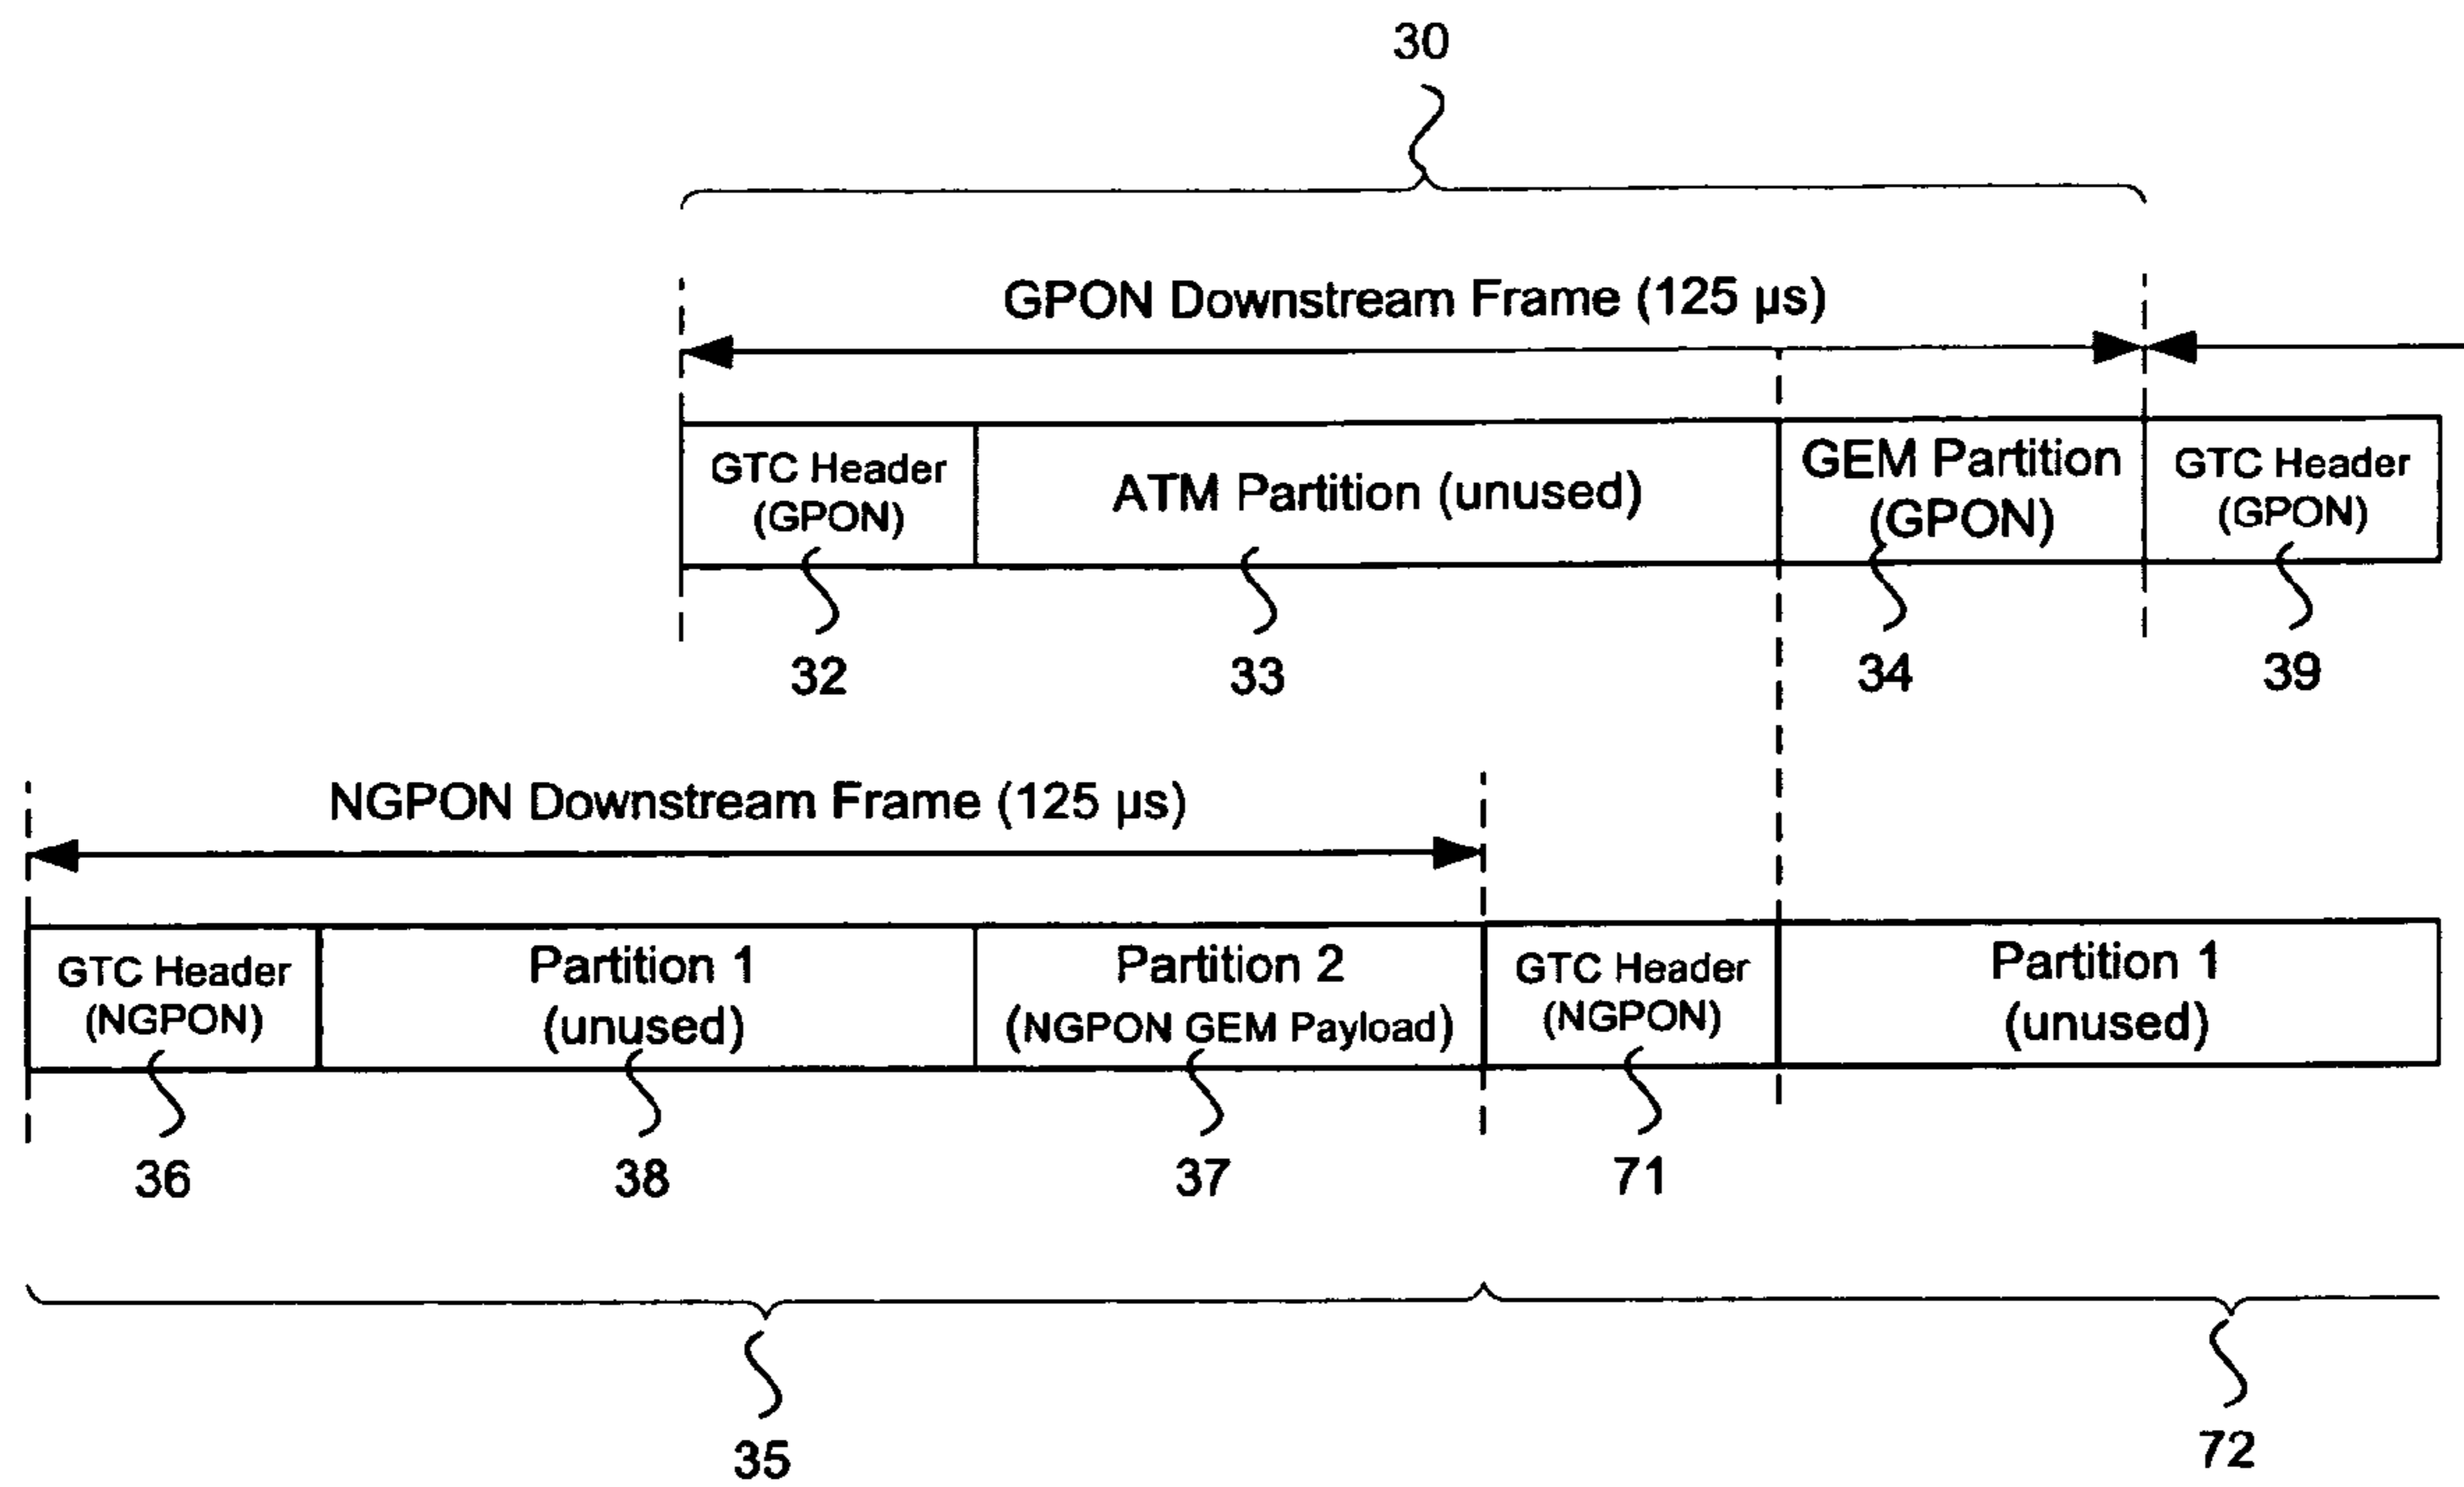 30
GPON Downstream Frame (125 µs)
GTC Header
(GPON)
ATM Partition (unused)
GEM Partition
(GPON)
GTC Header
(GPON)
32
33
34
39
NGPON Downstream Frame (125 µs)
GTC Header
(NGPON)
Partition 1
(unused)
Partition 2
(NGPON GEM Payload)
GTC Header
(NGPON)
Partition 1
(unused)
36
38
37
71
35
72